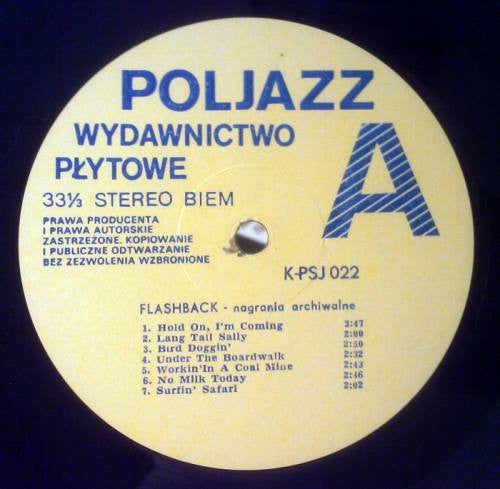 POLJAZZ
WYDAWNICTWO
PŁYTOWE
A
33⅓ STEREO BIEM
PRAWA PRODUCENTA
I PRAWA AUTORSKIE
ZASTRZEŻONE. KOPIOWANIE
I PUBLICZNE ODTWARZANIE
BEZ ZEZWOLENIA WZBRONIONE
K-PSJ 022
FLASHBACK - nagrania archiwalne
1. Hold On, I'm Coming 3:47
2. Lang Tall Sally 2:00
3. Bird Doggin' 2:50
4. Under The Boardwalk 2:32
5. Workin'In A Coal Mine 2:43
6. No Milk Today 2:46
7. Surfin' Safari 2:02